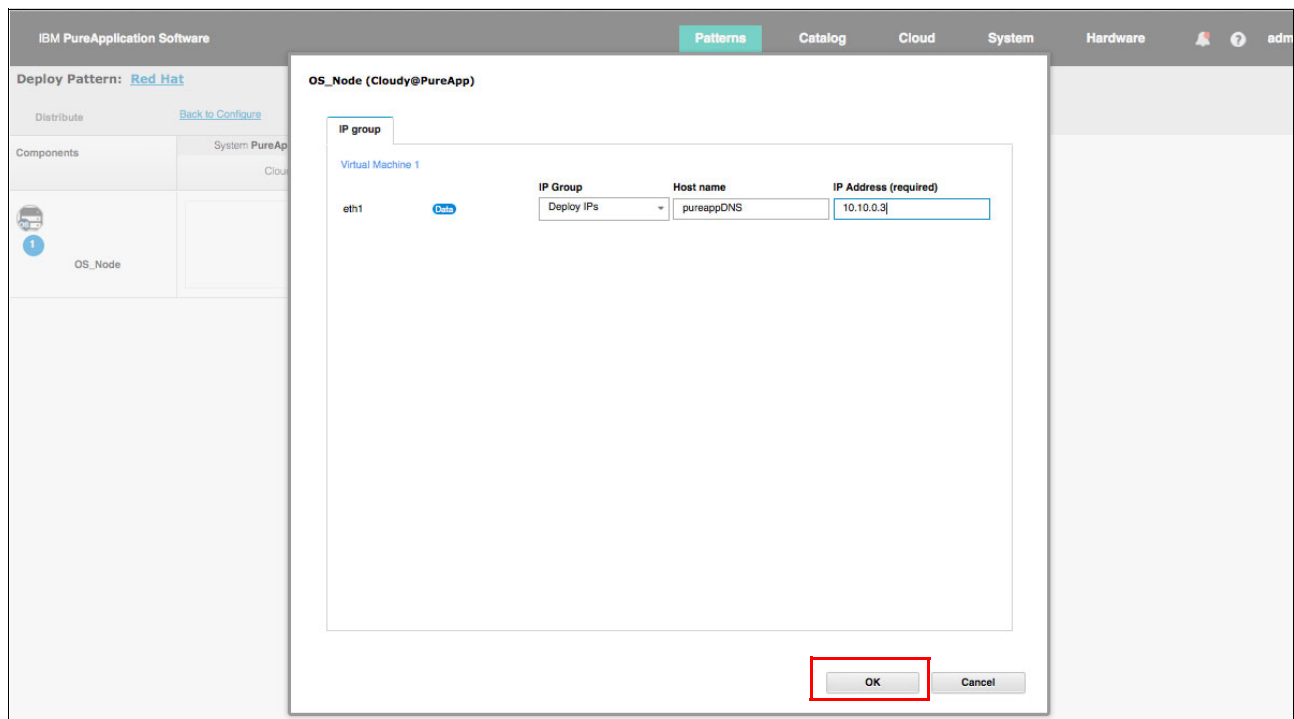 IBM PureApplication Software
Patterns
Catalog
Cloud
System
Hardware
?
adm
Deploy Pattern: Red Hat
Distribute
Back to Configure
Components
System PureAp
Clou
1
OS_Node
OS_Node (Cloudy@PureApp)
IP group
Virtual Machine 1
IP Group Host name IP Address (required)
eth1 Data Deploy IPs pureappDNS 10.10.0.3
OK
Cancel